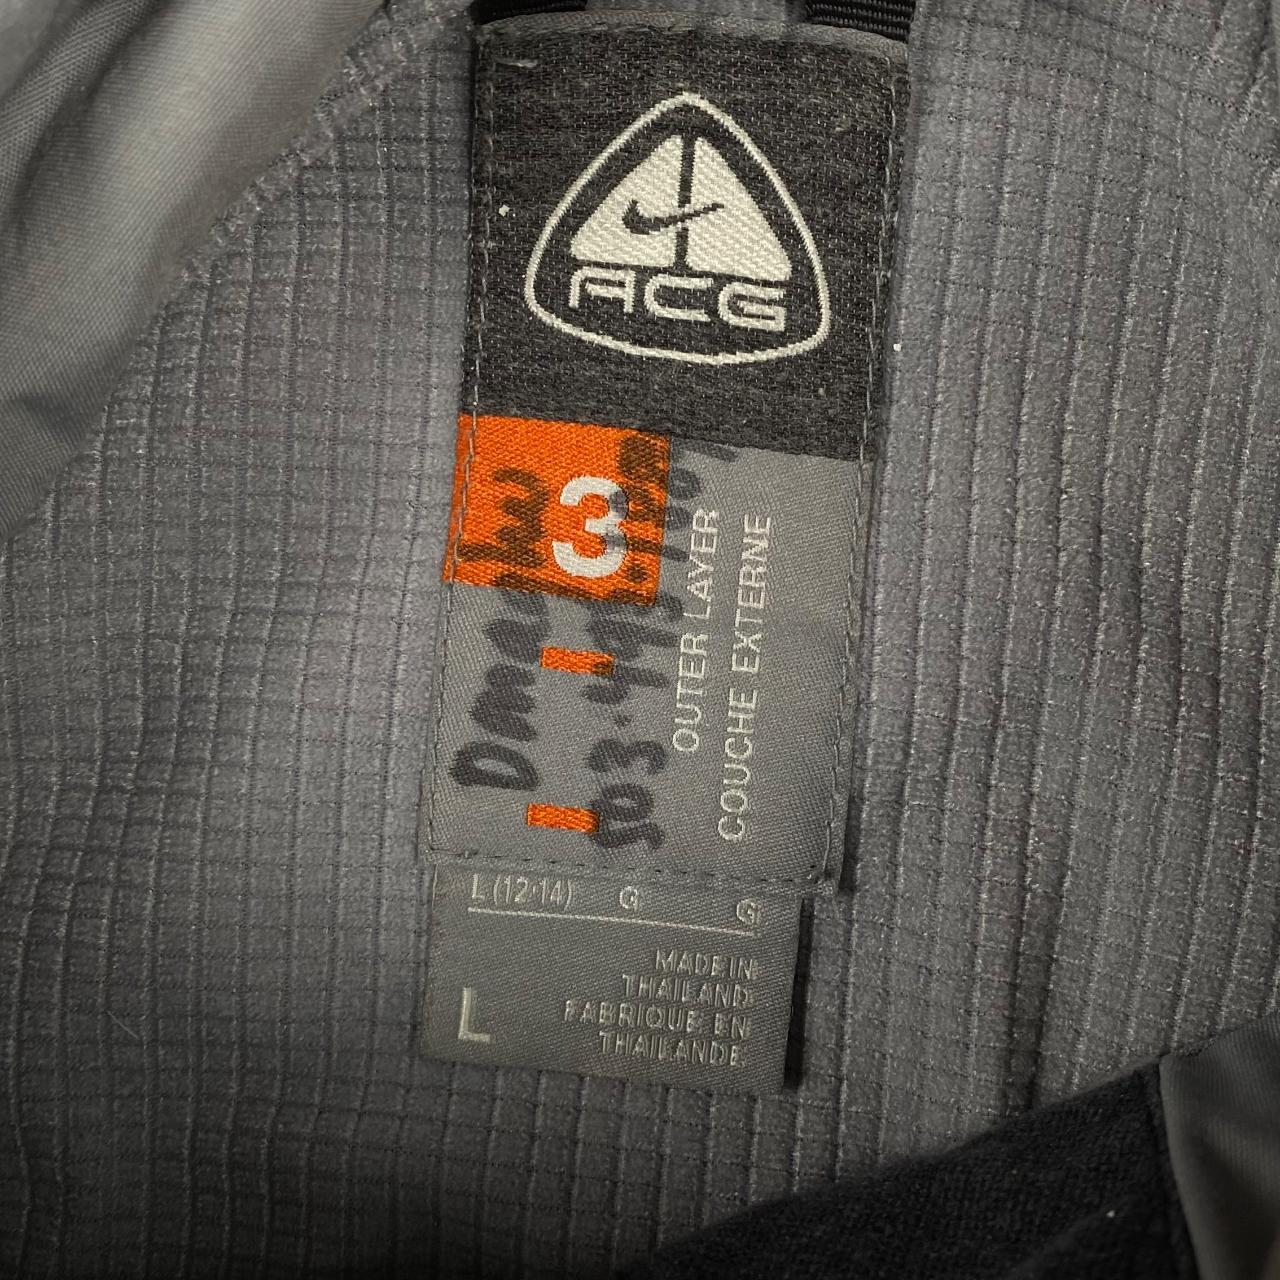 ACG
3
OUTER LAYER
COUCHE EXTERNE
L (12-14) G G
L
MADE IN
THAILAND
FABRIQUE EN
THAILANDE